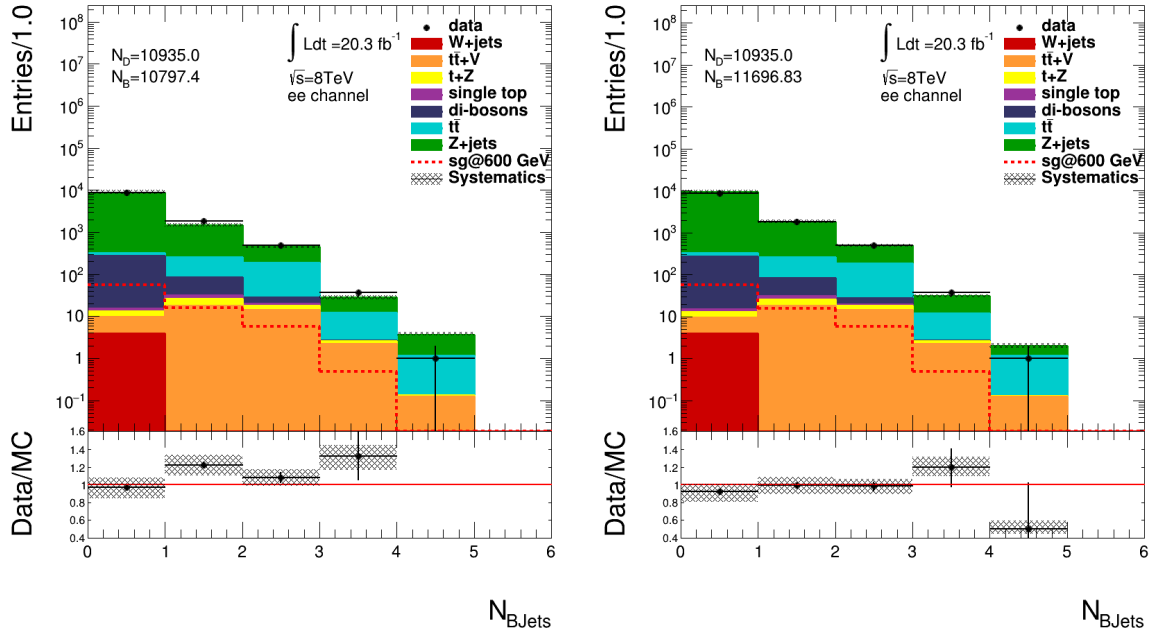 Entries/1.0
10⁸
10⁷
10⁶
10⁵
10⁴
10³
10²
10
1
10⁻¹
N_D=10935.0
N_B=10797.4
∫ Ldt =20.3 fb⁻¹
√s=8TeV
ee channel
data
W+jets
tt̄+V
t+Z
single top
di-bosons
tt̄
Z+jets
sg@600 GeV
Systematics
Data/MC
1.6
1.4
1.2
1
0.8
0.6
0.4
0 1 2 3 4 5 6
N_BJets
Entries/1.0
10⁸
10⁷
10⁶
10⁵
10⁴
10³
10²
10
1
10⁻¹
N_D=10935.0
N_B=11696.83
∫ Ldt =20.3 fb⁻¹
√s=8TeV
ee channel
data
W+jets
tt̄+V
t+Z
single top
di-bosons
tt̄
Z+jets
sg@600 GeV
Systematics
Data/MC
1.6
1.4
1.2
1
0.8
0.6
0.4
0 1 2 3 4 5 6
N_BJets